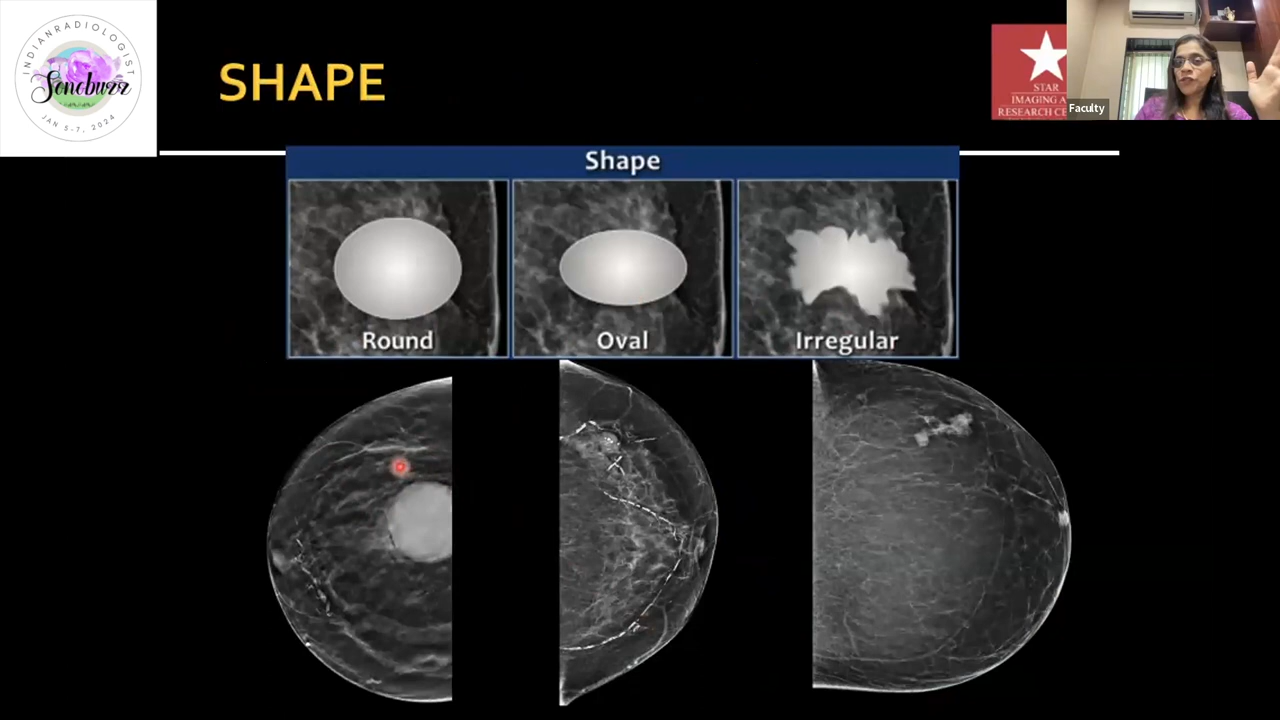 INDIANRADIOLOGIST
Sonobuzz
JAN 5-7, 2024
SHAPE
STAR
IMAGING A
RESEARCH CE
Faculty
Shape
Round
Oval
Irregular